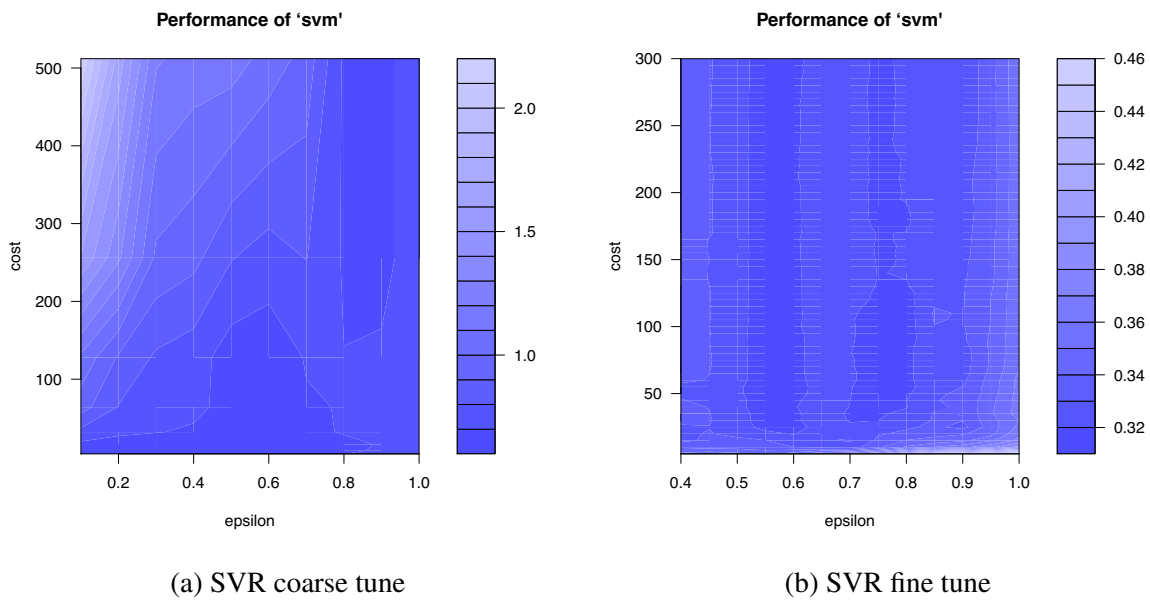 Performance of ‘svm'
500
400
300
200
100
cost
0.2 0.4 0.6 0.8 1.0
epsilon
2.0
1.5
1.0
(a) SVR coarse tune
Performance of ‘svm'
300
250
200
150
100
50
cost
0.4 0.5 0.6 0.7 0.8 0.9 1.0
epsilon
0.46
0.44
0.42
0.40
0.38
0.36
0.34
0.32
(b) SVR fine tune